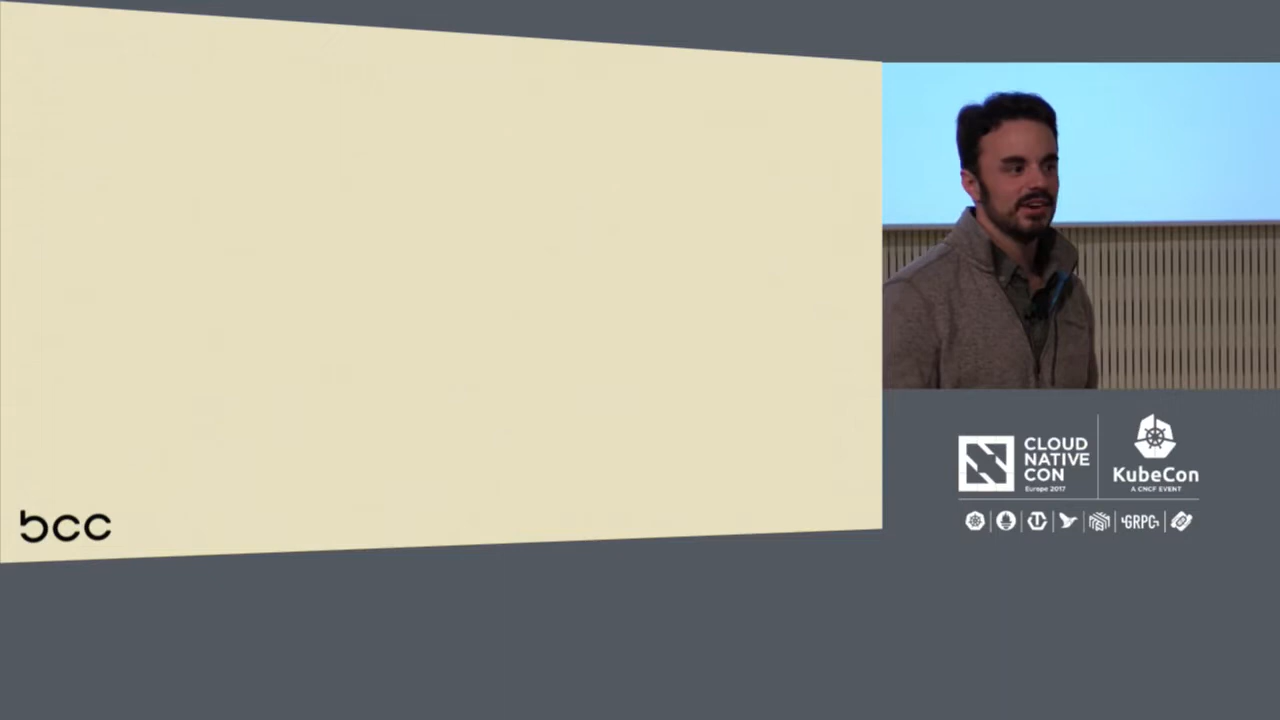 bcc
CLOUD
NATIVE
CON
Europe 2017
KubeCon
A CNCF EVENT
GRPC